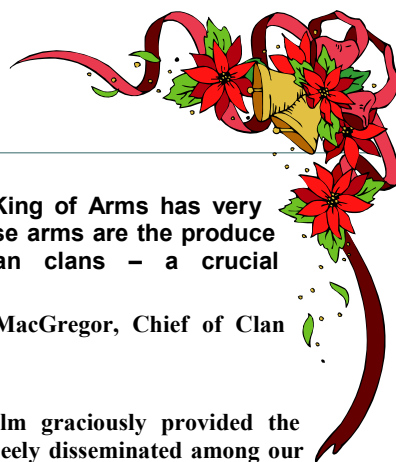 King of Arms has very
se arms are the produce
an clans – a crucial
MacGregor, Chief of Clan
lm graciously provided the
eely disseminated among our